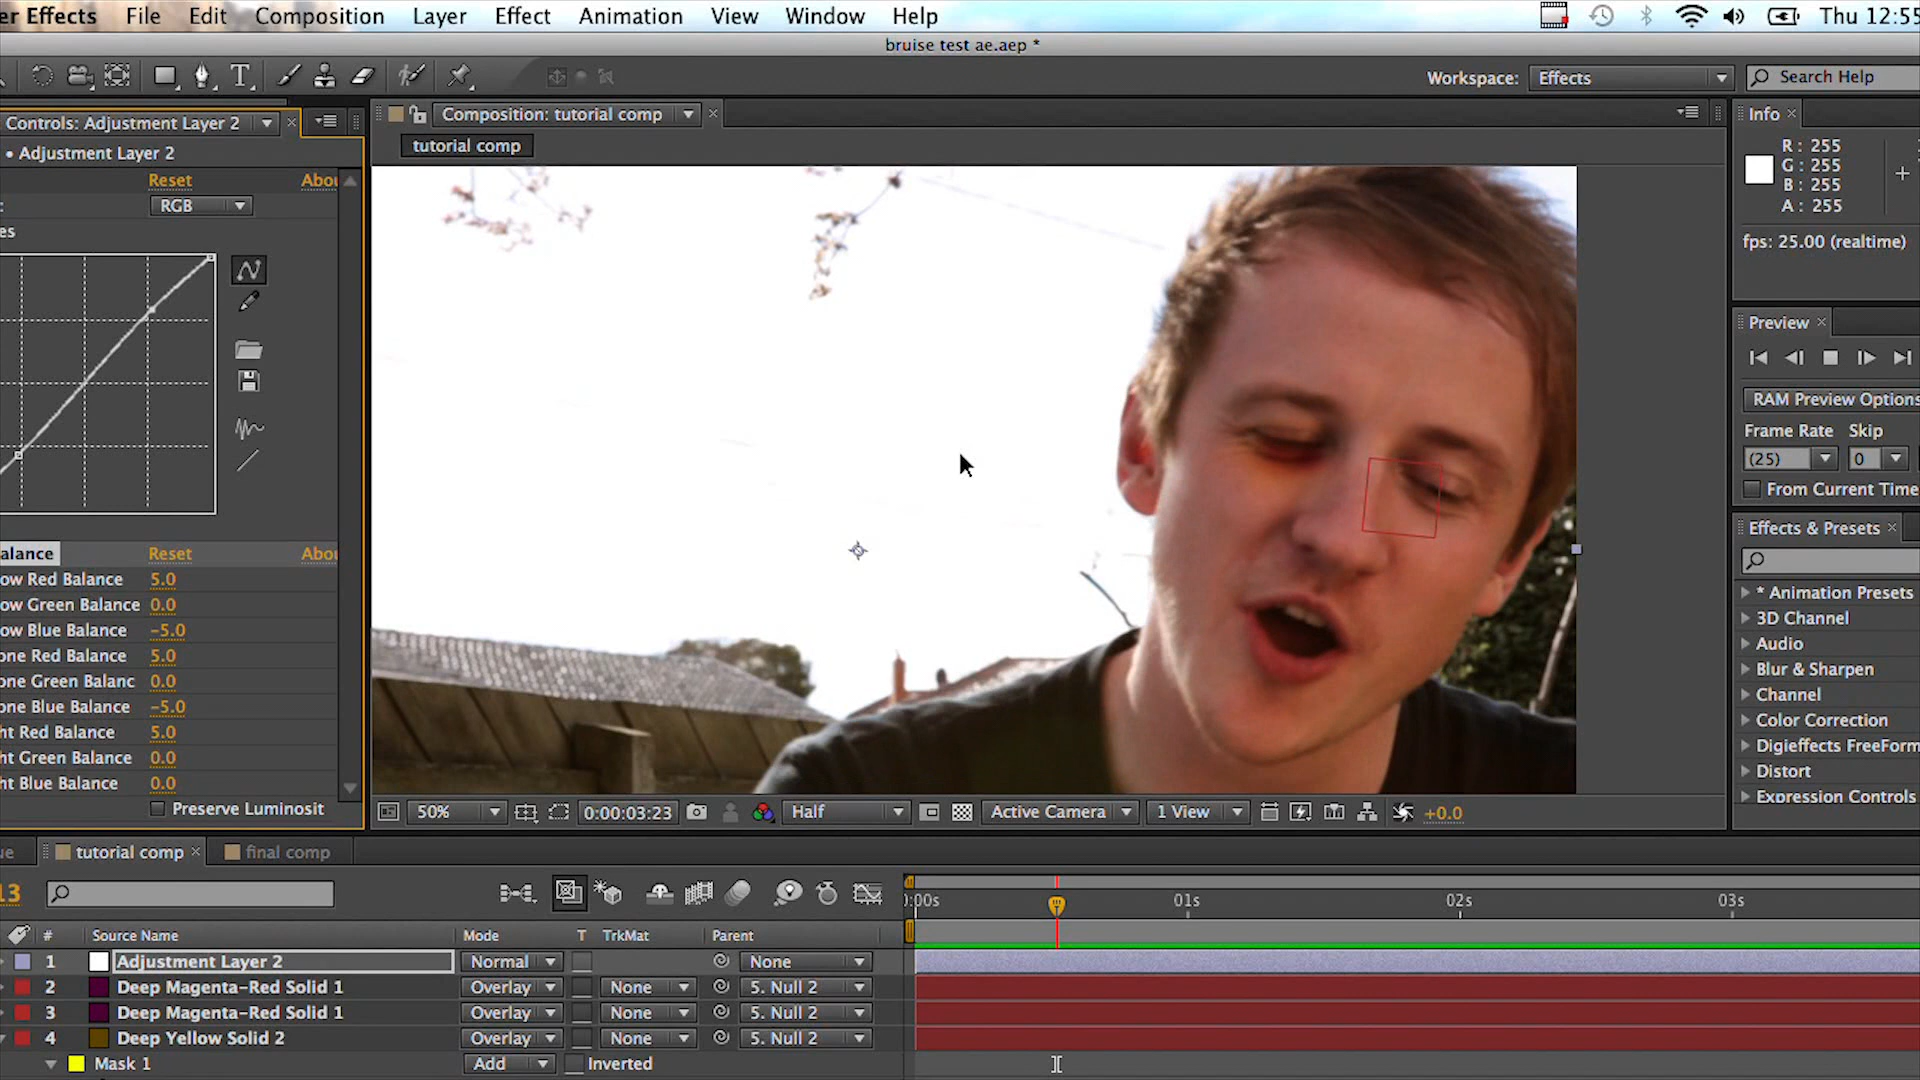 er Effects File Edit Composition Layer Effect Animation View Window Help Thu 12:55
bruise test ae.aep *
Workspace: Effects Search Help
Controls: Adjustment Layer 2
• Adjustment Layer 2
Reset Abou
: RGB
es
Composition: tutorial comp
tutorial comp
Info
R : 255
G : 255
B : 255
A : 255
fps: 25.00 (realtime)
Preview
RAM Preview Options
Frame Rate Skip
(25) 0
From Current Time
Effects & Presets
* Animation Presets
3D Channel
Audio
Blur & Sharpen
Channel
Color Correction
Digieffects FreeForm
Distort
Expression Controls
alance Reset Abou
ow Red Balance 5.0
ow Green Balance 0.0
ow Blue Balance -5.0
one Red Balance 5.0
one Green Balanc 0.0
one Blue Balance -5.0
ht Red Balance 5.0
ht Green Balance 0.0
ht Blue Balance 0.0
Preserve Luminosit
50% 0:00:03:23 Half Active Camera 1 View +0.0
ue tutorial comp final comp
13
):00s 01s 02s 03s
# Source Name Mode T TrkMat Parent
1 Adjustment Layer 2 Normal None
2 Deep Magenta-Red Solid 1 Overlay None 5. Null 2
3 Deep Magenta-Red Solid 1 Overlay None 5. Null 2
4 Deep Yellow Solid 2 Overlay None 5. Null 2
Mask 1 Add Inverted